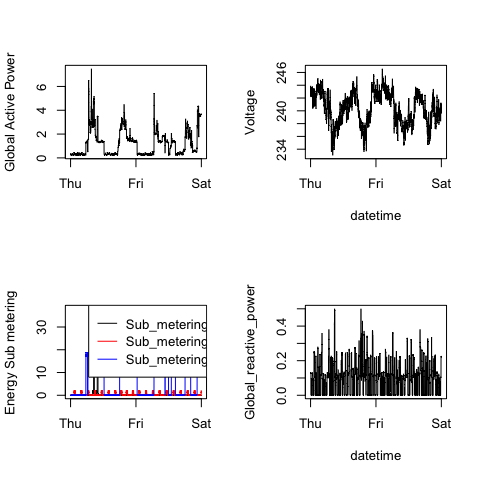 Global Active Power
6
4
2
0
Thu
Fri
Sat
Voltage
246
240
234
Thu
Fri
Sat
datetime
Energy Sub metering
30
10
0
Sub_metering
Sub_metering
Sub_metering
Thu
Fri
Sat
Global_reactive_power
0.4
0.2
0.0
Thu
Fri
Sat
datetime